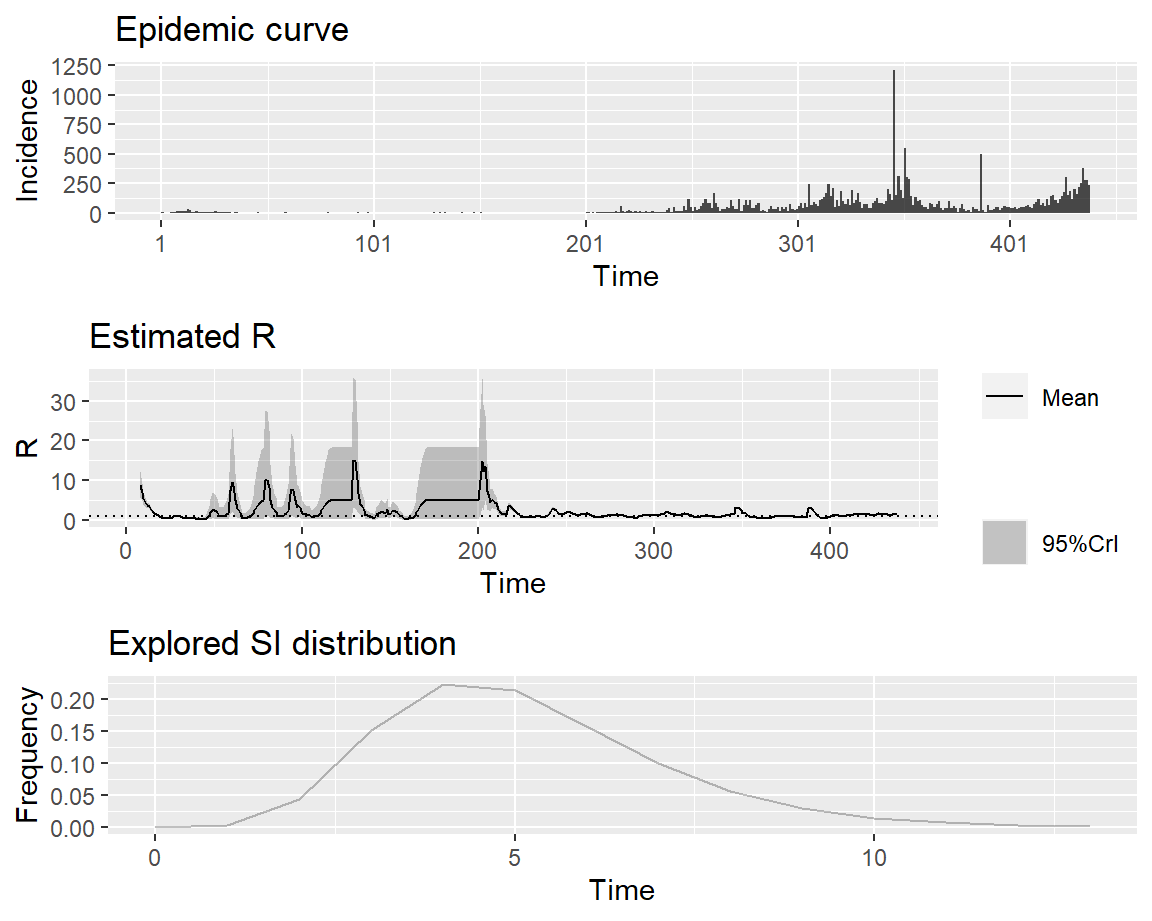 Epidemic curve
Incidence
1250
1000
750
500
250
0
1 101 201 301 401
Time
Estimated R
R
30
20
10
0
0 100 200 300 400
Time
Mean
95%CrI
Explored SI distribution
Frequency
0.20
0.15
0.10
0.05
0.00
0 5 10
Time